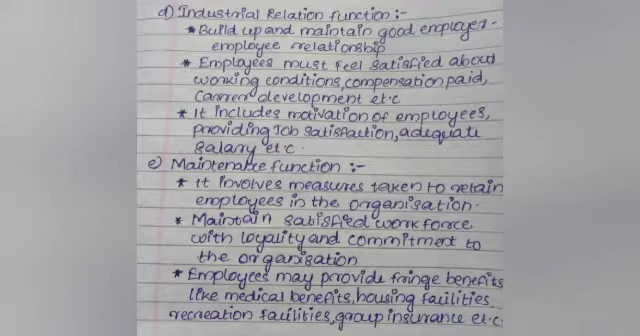 d) Industrial Relation function :-
* Build up and maintain good employer-
employee relationship
* Employees must feel satisfied about
working conditions, compensation paid,
Carrer development etc
* It includes motivation of employees,
providing Job satisfaction, adequate
salary etc.
e) Maintenance function :-
* It involves measures taken to retain
employees in the organisation.
* Maintain satisfied work force
with loyality and commitment to
the organisation
* Employees may provide fringe benefits
like medical benefits, housing facilities
recreation facilities, group insurance etc.